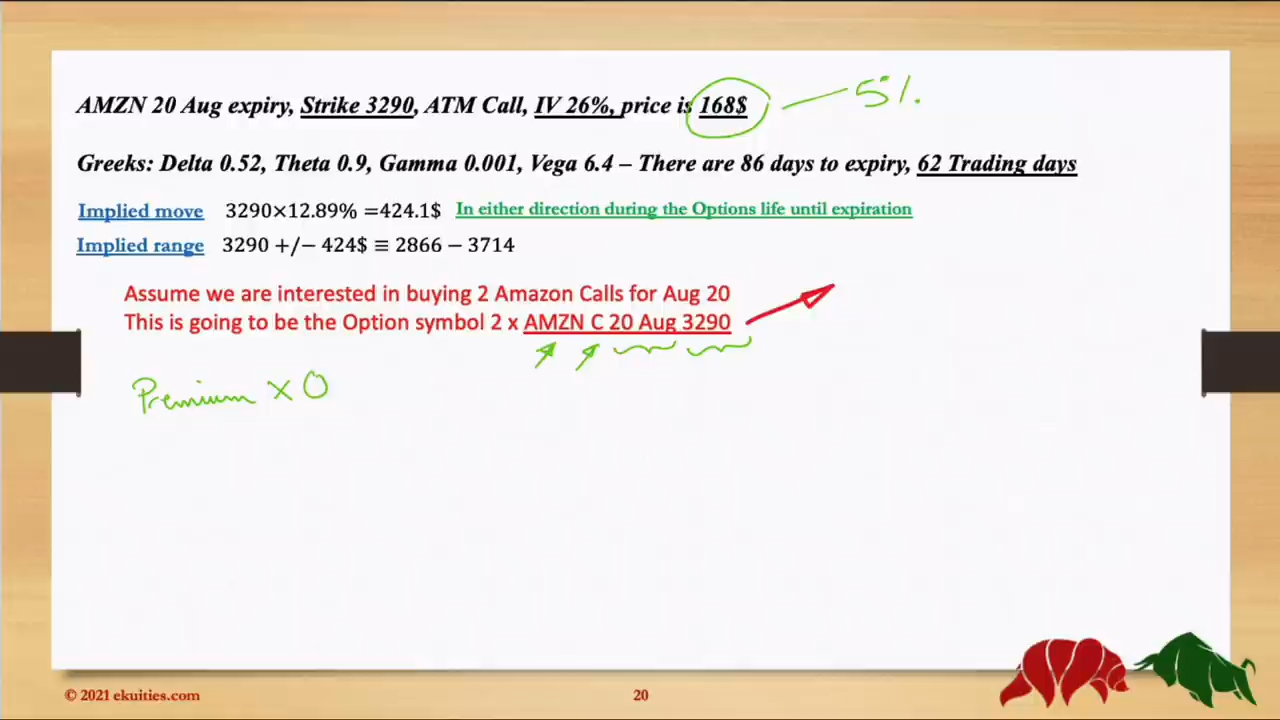 AMZN 20 Aug expiry, Strike 3290, ATM Call, IV 26%, price is 168$ 5%
Greeks: Delta 0.52, Theta 0.9, Gamma 0.001, Vega 6.4 – There are 86 days to expiry, 62 Trading days
Implied move 3290×12.89% =424.1$ In either direction during the Options life until expiration
Implied range 3290 +/− 424$ ≡ 2866 − 3714
Assume we are interested in buying 2 Amazon Calls for Aug 20
This is going to be the Option symbol 2 x AMZN C 20 Aug 3290
Premium × O
© 2021 ekuities.com 20